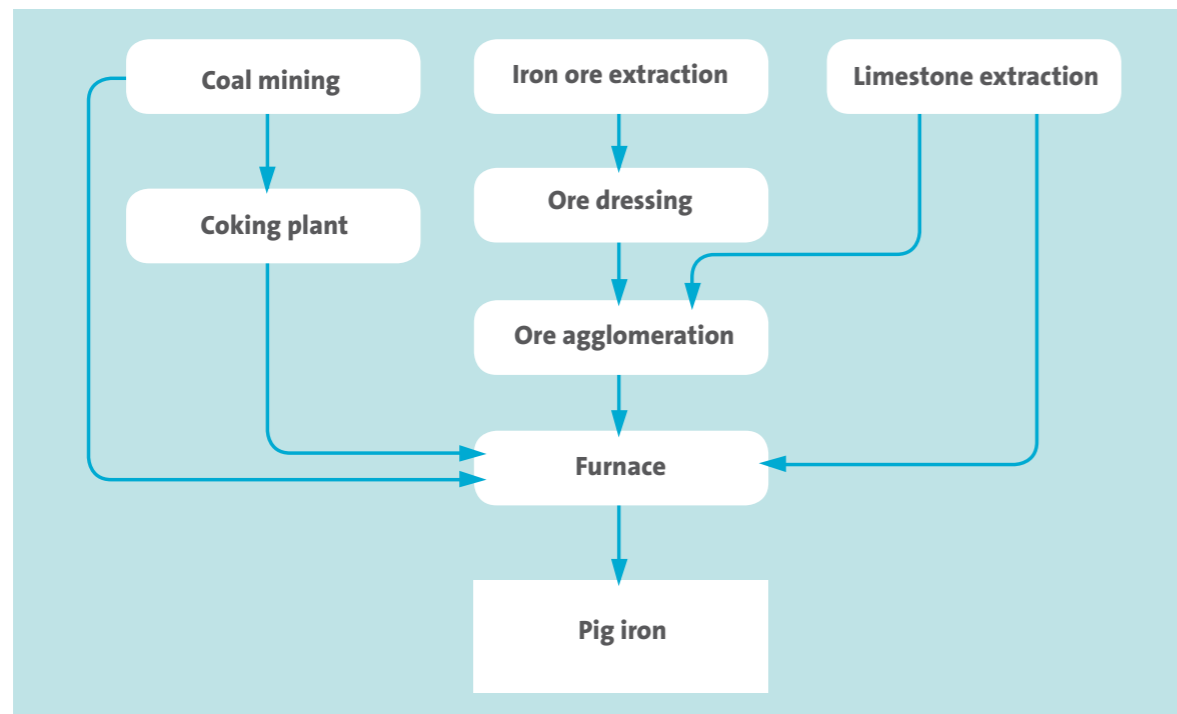 Coal mining
Iron ore extraction
Limestone extraction
Ore dressing
Coking plant
Ore agglomeration
Furnace
Pig iron